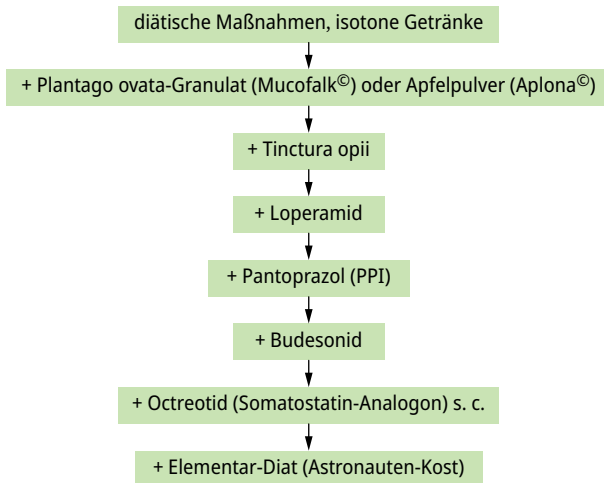 diätische Maßnahmen, isotone Getränke
+ Plantago ovata-Granulat (Mucofalk©) oder Apfelpulver (Aplona©)
+ Tinctura opii
+ Loperamid
+ Pantoprazol (PPI)
+ Budesonid
+ Octreotid (Somatostatin-Analogon) s. c.
+ Elementar-Diat (Astronauten-Kost)